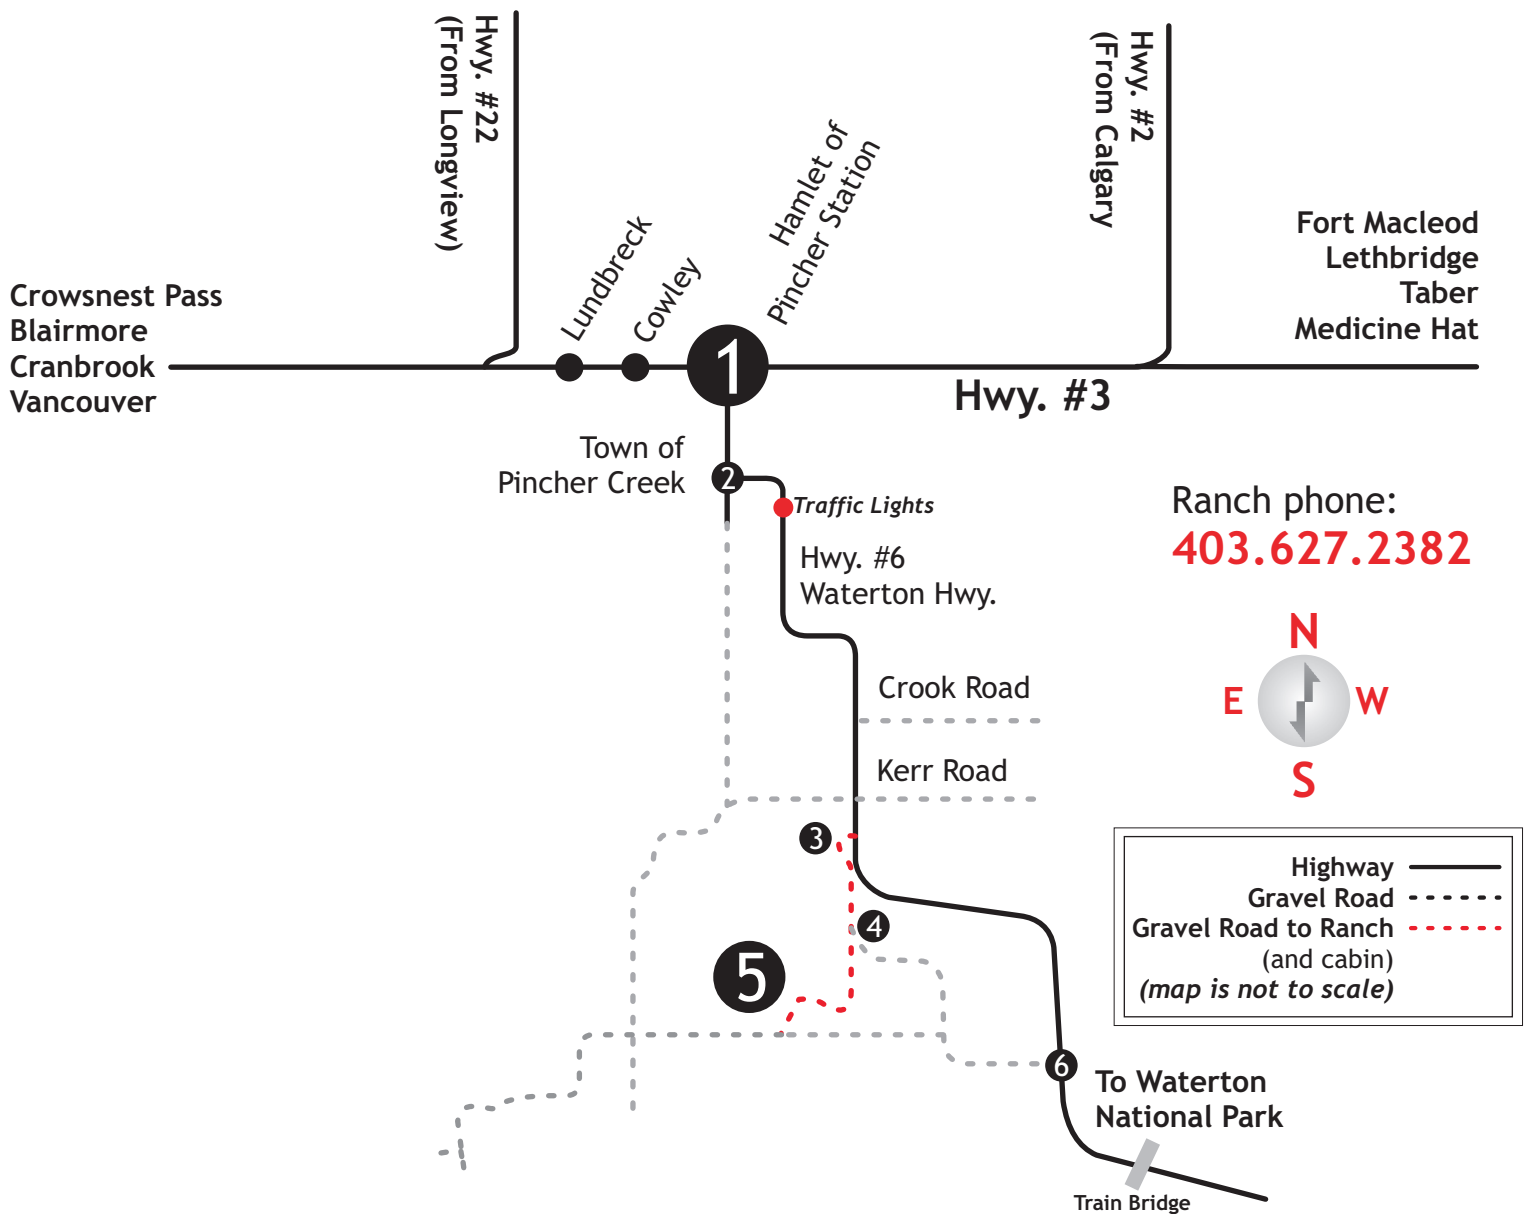 Hwy. #22
(From Longview)
Hwy. #2
(From Calgary
Hamlet of
Pincher Station
Lundbreck
Cowley
Fort Macleod
Lethbridge
Taber
Medicine Hat
Crowsnest Pass
Blairmore
Cranbrook
Vancouver
1
Hwy. #3
Town of
Pincher Creek
2
Traffic Lights
Hwy. #6
Waterton Hwy.
Ranch phone:
403.627.2382
N
E W
S
Crook Road
Kerr Road
3
4
5
6
Highway
Gravel Road
Gravel Road to Ranch
(and cabin)
(map is not to scale)
To Waterton
National Park
Train Bridge